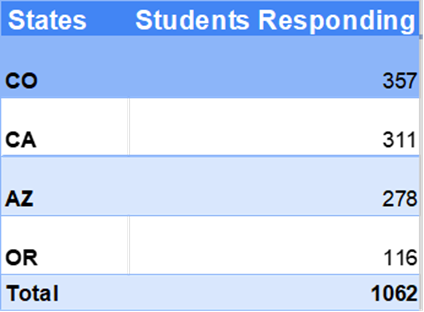 States Students Responding
CO 357
CA 311
AZ 278
OR 116
Total 1062